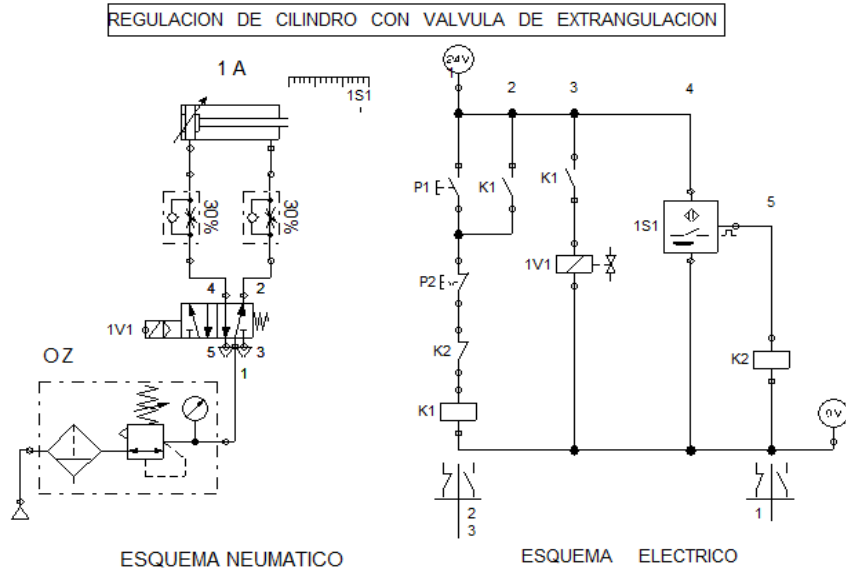 REGULACION DE CILINDRO CON VALVULA DE EXTRANGULACION
1 A
1S1
30%
30%
4
2
1V1
5
3
1
OZ
24V
1
2
3
4
P1
K1
K1
1S1
5
1V1
P2
K2
K2
K1
0V
2
3
1
ESQUEMA NEUMATICO
ESQUEMA ELECTRICO